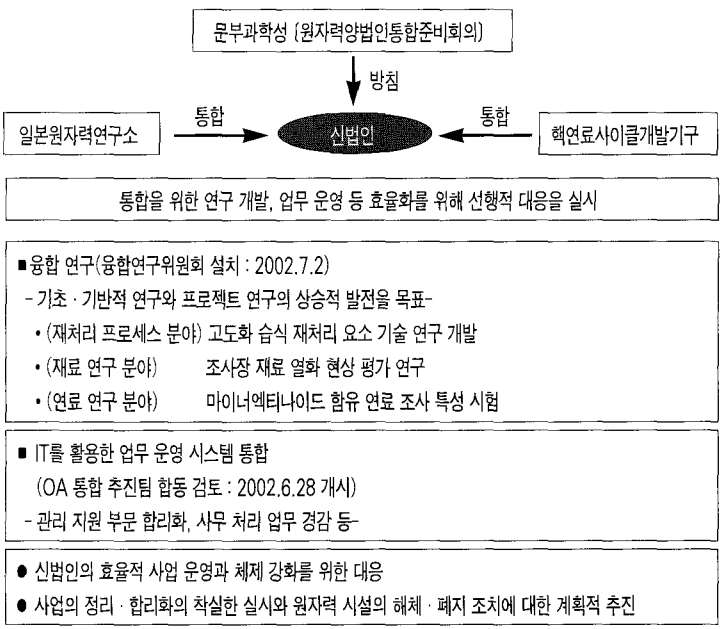 문부과학성 (원자력양법인통합준비회의)
방침
일본원자력연구소
통합
신법인
통합
핵연료사이클개발기구
통합을 위한 연구 개발, 업무 운영 등 효율화를 위해 선행적 대응을 실시
■융합 연구(융합연구위원회 설치 : 2002.7.2)
- 기초 · 기반적 연구와 프로젝트 연구의 상승적 발전을 목표-
• (재처리 프로세스 분야) 고도화 습식 재처리 요소 기술 연구 개발
• (재료 연구 분야) 조사장 재료 열화 현상 평가 연구
• (연료 연구 분야) 마이너엑티나이드 함유 연료 조사 특성 시험
■ IT를 활용한 업무 운영 시스템 통합
(OA 통합 추진팀 합동 검토 : 2002.6.28 개시)
- 관리 지원 부문 합리화, 사무 처리 업무 경감 등-
● 신법인의 효율적 사업 운영과 체제 강화를 위한 대응
● 사업의 정리 · 합리화의 착실한 실시와 원자력 시설의 해체 · 폐지 조치에 대한 계획적 추진